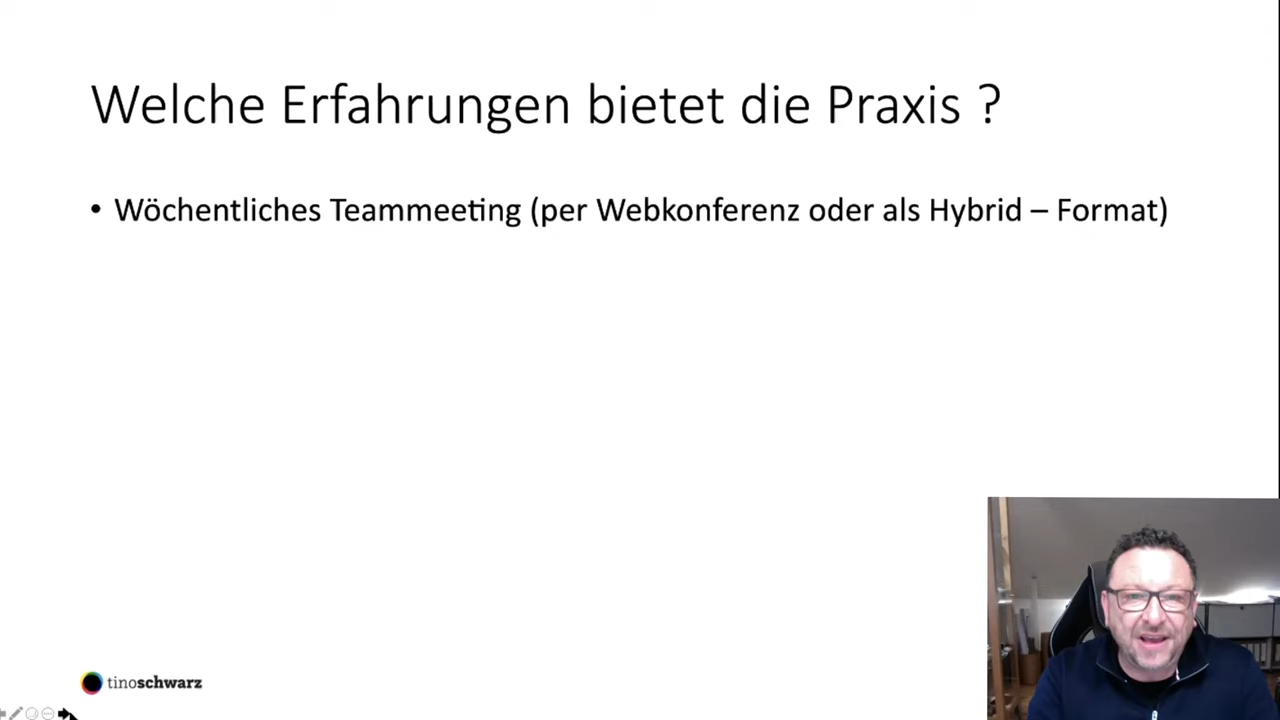 Welche Erfahrungen bietet die Praxis ?
• Wöchentliches Teammeeting (per Webkonferenz oder als Hybrid – Format)
tinoschwarz